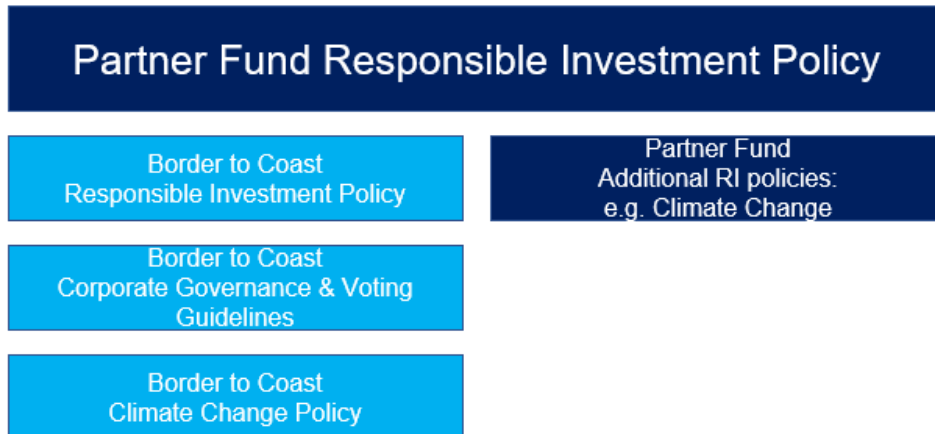 Partner Fund Responsible Investment Policy
Border to Coast
Responsible Investment Policy
Partner Fund
Additional RI policies:
e.g. Climate Change
Border to Coast
Corporate Governance & Voting
Guidelines
Border to Coast
Climate Change Policy